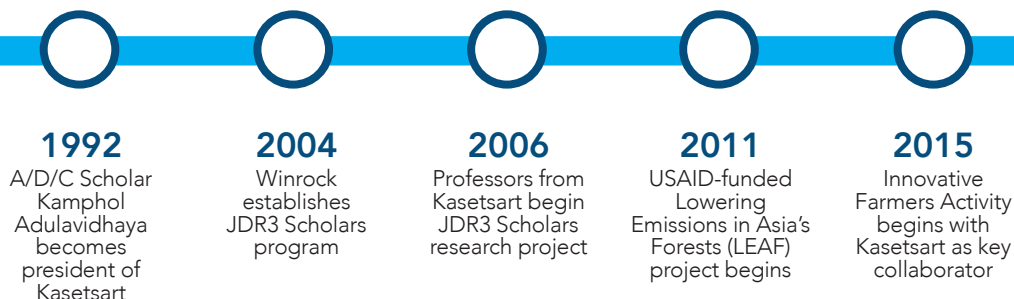 1992
A/D/C Scholar
Kamphol
Adulavidhaya
becomes
president of
Kasetsart
2004
Winrock
establishes
JDR3 Scholars
program
2006
Professors from
Kasetsart begin
JDR3 Scholars
research project
2011
USAID-funded
Lowering
Emissions in Asia’s
Forests (LEAF)
project begins
2015
Innovative
Farmers Activity
begins with
Kasetsart as key
collaborator